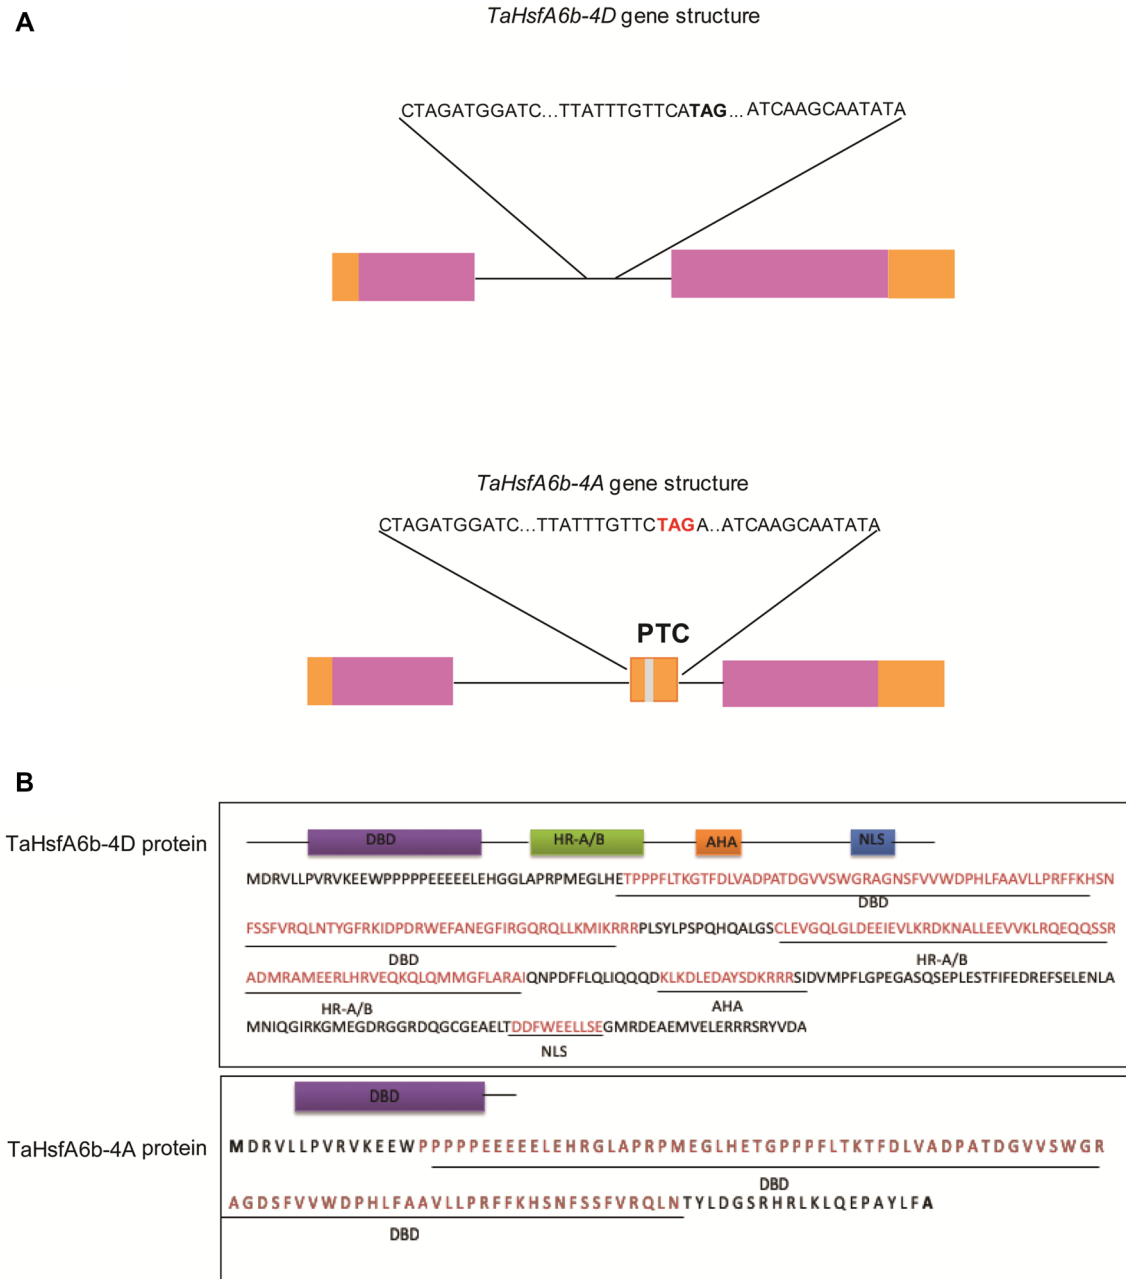 A
TaHsfA6b-4D gene structure
CTAGATGGATC...TTATTTGTTCATAG... ATCAAGCAATATA
TaHsfA6b-4A gene structure
CTAGATGGATC...TTATTTGTTCTAGA..ATCAAGCAATATA
PTC
B
TaHsfA6b-4D protein
DBD HR-A/B AHA NLS
MDRVLLPVRVKEEWPPPPPEEEEELEHGGLAPRPMEGLHETPPPFLTKGTFDLVADPATDGVVSWGRAGNSFVVWDPHLFAAVLLPRFFKHSN
DBD
FSSFVRQLNTYGFRKIDPDRWEFANEGFIRGQRQLLKMIKRRRPLSYLPSPQHQALGSCLEVGQLGLDEEIEVLKRDKNALLEEVVKLRQEQQSSR
DBD HR-A/B
ADMRAMEERLHRVEQKQLQMMGFLARAIQNPDFFLQLIQQQDKLKDLEDAYSDKRRRSIDVMPFLGPEGASQSEPLESTFIFEDREFSELENLA
HR-A/B AHA
MNIQGIRKGMEGDRGGRDQGCGEAELTDDFWEELLSEGMRDEAEMVELERRRSRYVDA
NLS
DBD
TaHsfA6b-4A protein
MDRVLLPVRVKEEWPPPPPPEEEEELEHRGLAPRPMEGLHETGPPPFLTKTFDLVADPATDGVVSWGR
DBD
AGDSFVVWDPHLFAAVLLPRFFKHSNFSSFVRQLNTYLDGSRHRLKLQEPAYLFA
DBD